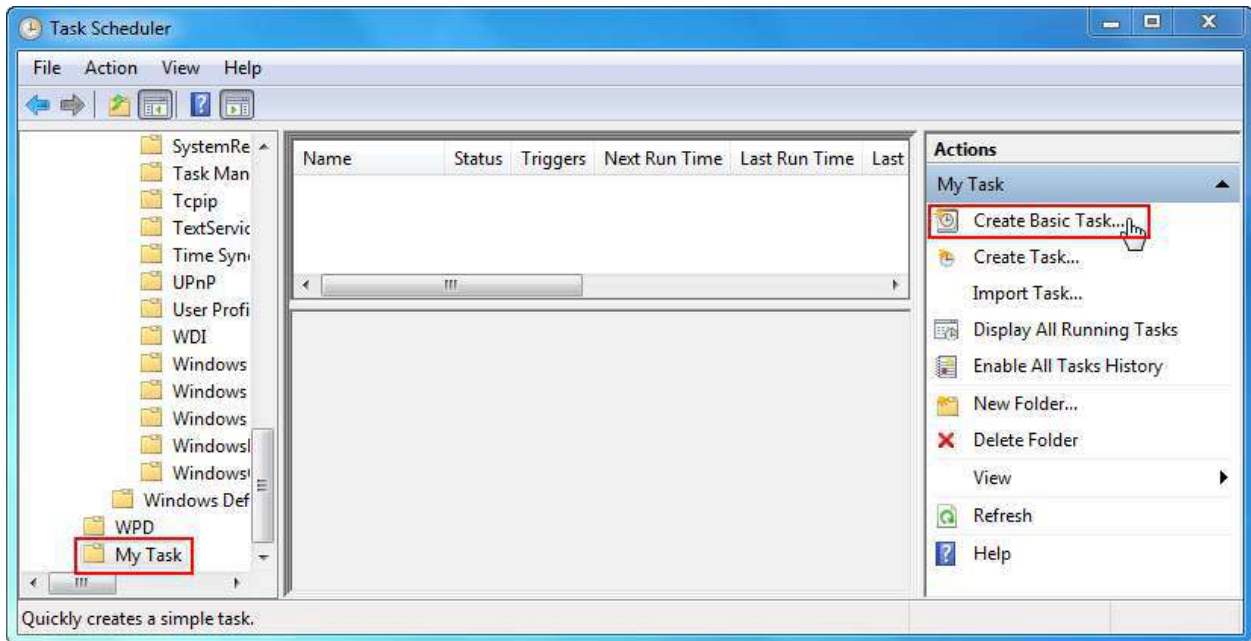 Task Scheduler
File Action View Help
SystemRe
Task Man
Tcpip
TextServic
Time Syn
UPnP
User Profi
WDI
Windows
Windows
Windows
Windows
Windows
Windows Def
WPD
My Task
Name Status Triggers Next Run Time Last Run Time Last
Actions
My Task
Create Basic Task...
Create Task...
Import Task...
Display All Running Tasks
Enable All Tasks History
New Folder...
Delete Folder
View
Refresh
Help
Quickly creates a simple task.